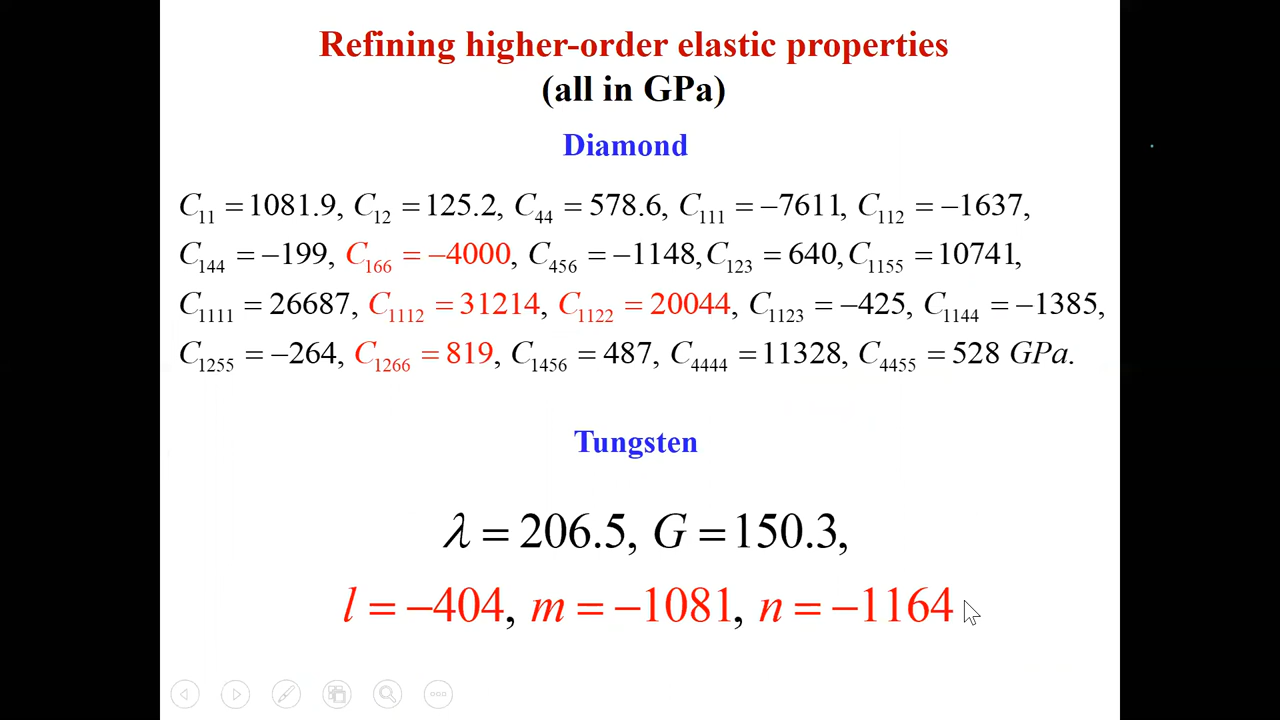 Refining higher-order elastic properties
(all in GPa)
Diamond
C₁₁ = 1081.9, C₁₂ = 125.2, C₄₄ = 578.6, C₁₁₁ = −7611, C₁₁₂ = −1637,
C₁₄₄ = −199, C₁₆₆ = −4000, C₄₅₆ = −1148, C₁₂₃ = 640, C₁₁₅₅ = 10741,
C₁₁₁₁ = 26687, C₁₁₁₂ = 31214, C₁₁₂₂ = 20044, C₁₁₂₃ = −425, C₁₁₄₄ = −1385,
C₁₂₅₅ = −264, C₁₂₆₆ = 819, C₁₄₅₆ = 487, C₄₄₄₄ = 11328, C₄₄₅₅ = 528 GPa.
Tungsten
λ = 206.5, G = 150.3,
l = −404, m = −1081, n = −1164